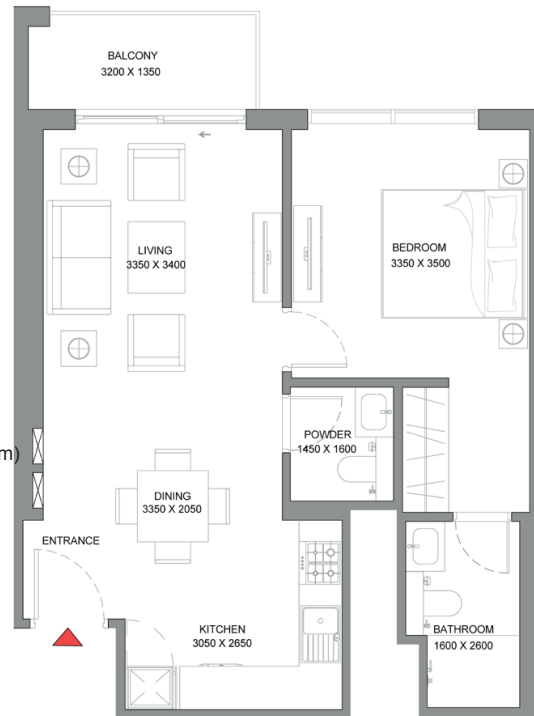 BALCONY
3200 X 1350
LIVING
3350 X 3400
BEDROOM
3350 X 3500
POWDER
1450 X 1600
m)
DINING
3350 X 2050
ENTRANCE
KITCHEN
3050 X 2650
BATHROOM
1600 X 2600